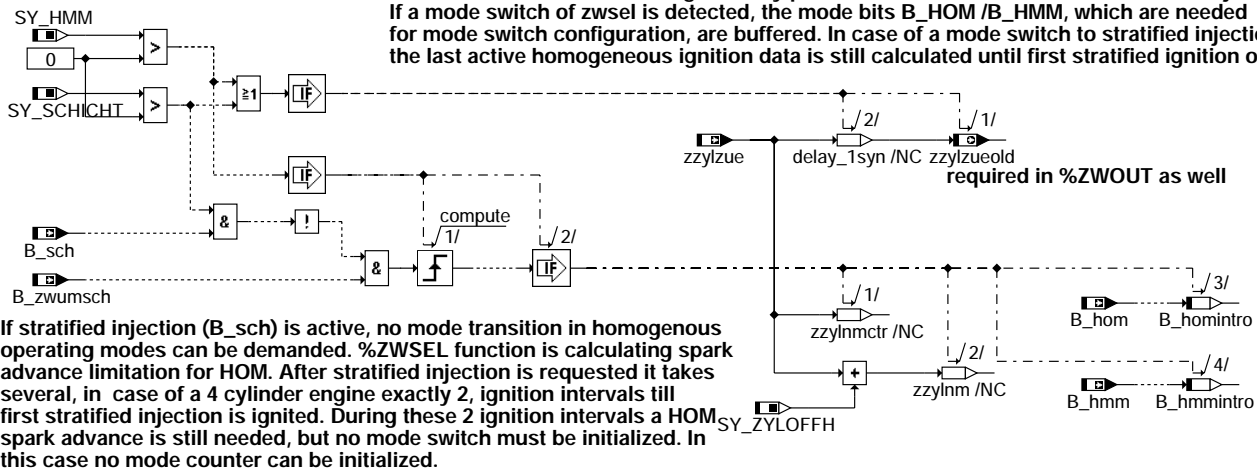 If a mode switch of zwsel is detected, the mode bits B_HOM /B_HMM, which are needed
for mode switch configuration, are buffered. In case of a mode switch to stratified injectio
the last active homogeneous ignition data is still calculated until first stratified ignition o
SY_HMM
0
>
SY_SCHICHT
>
≧1
IF
2/
1/
zzylzue
delay_1syn /NC
zzylzueold
required in %ZWOUT as well
IF
compute
1/
2/
B_sch
&
!
B_zwumsch
&
IF
1/
zzylnmctr /NC
2/
+
zzylnm /NC
SY_ZYLOFFH
3/
B_hom
B_homintro
4/
B_hmm
B_hmmintro
If stratified injection (B_sch) is active, no mode transition in homogenous
operating modes can be demanded. %ZWSEL function is calculating spark
advance limitation for HOM. After stratified injection is requested it takes
several, in  case of a 4 cylinder engine exactly 2, ignition intervals till
first stratified injection is ignited. During these 2 ignition intervals a HOM
spark advance is still needed, but no mode switch must be initialized. In
this case no mode counter can be initialized.